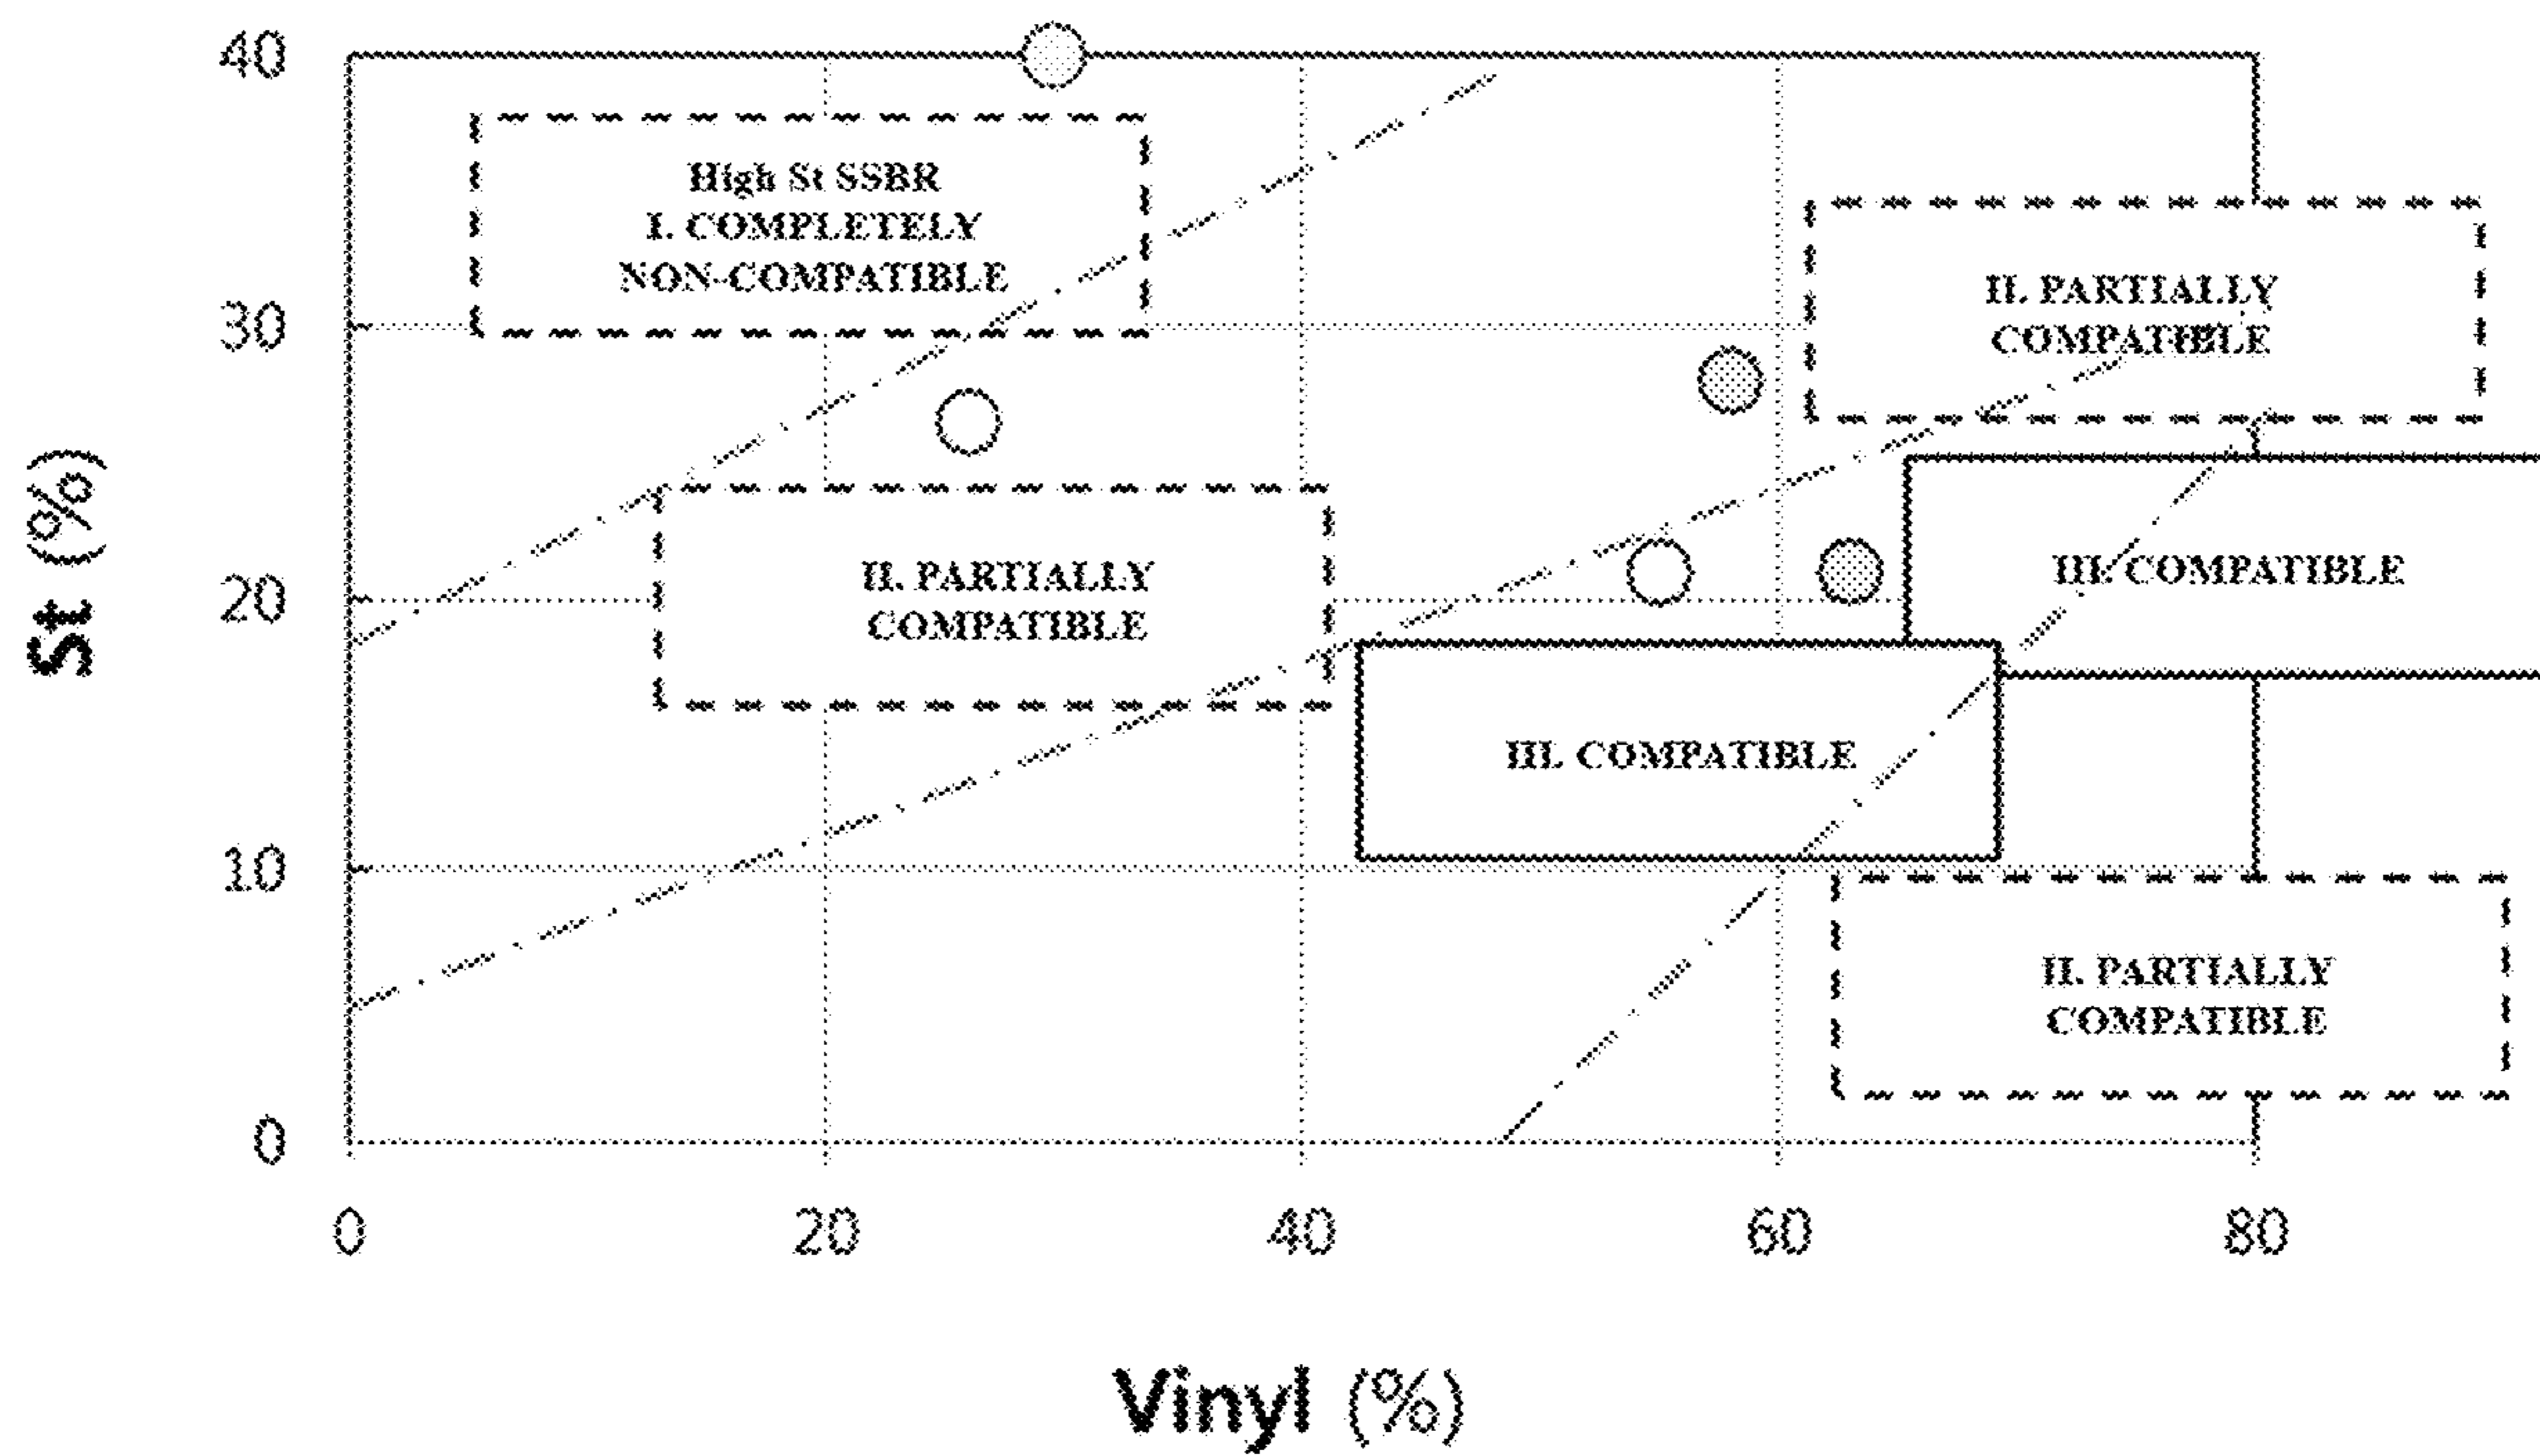 40
High St SSBR
I. COMPLETELY
NON-COMPATIBLE
II. PARTIALLY
COMPATIBLE
30
St (%)
II. PARTIALLY
COMPATIBLE
III. COMPATIBLE
20
III. COMPATIBLE
10
II. PARTIALLY
COMPATIBLE
0
0 20 40 60 80
Vinyl (%)